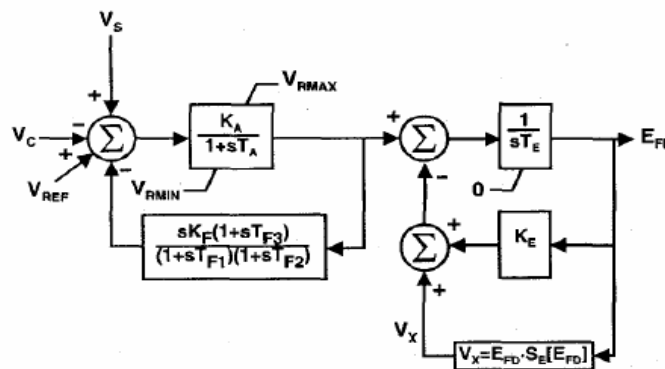 V_S
V_RMAX
+
−
V_C
Σ
K_A
1+sT_A
+
V_REF
−
V_RMIN
sK_F(1+sT_F3)
(1+sT_F1)(1+sT_F2)
+
Σ
−
1
sT_E
E_F
0
Σ
+
K_E
+
V_X
V_X=E_FD·S_E[E_FD]